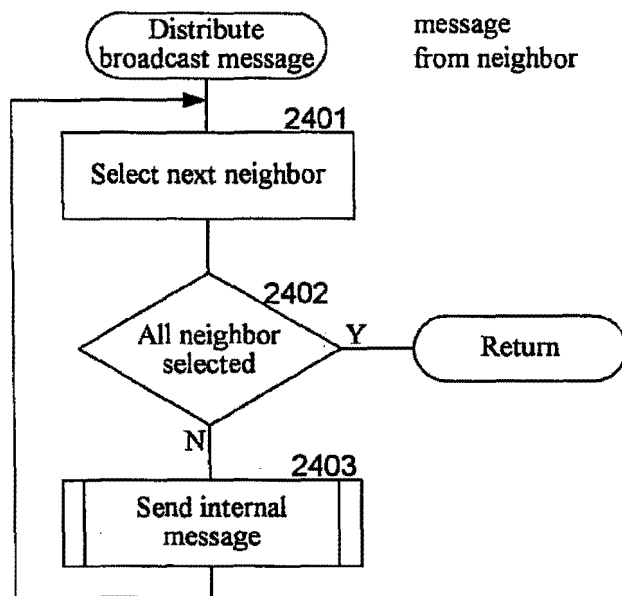 Distribute
broadcast message
message
from neighbor
2401
Select next neighbor
2402
All neighbor
selected
Y
Return
N
2403
Send internal
message